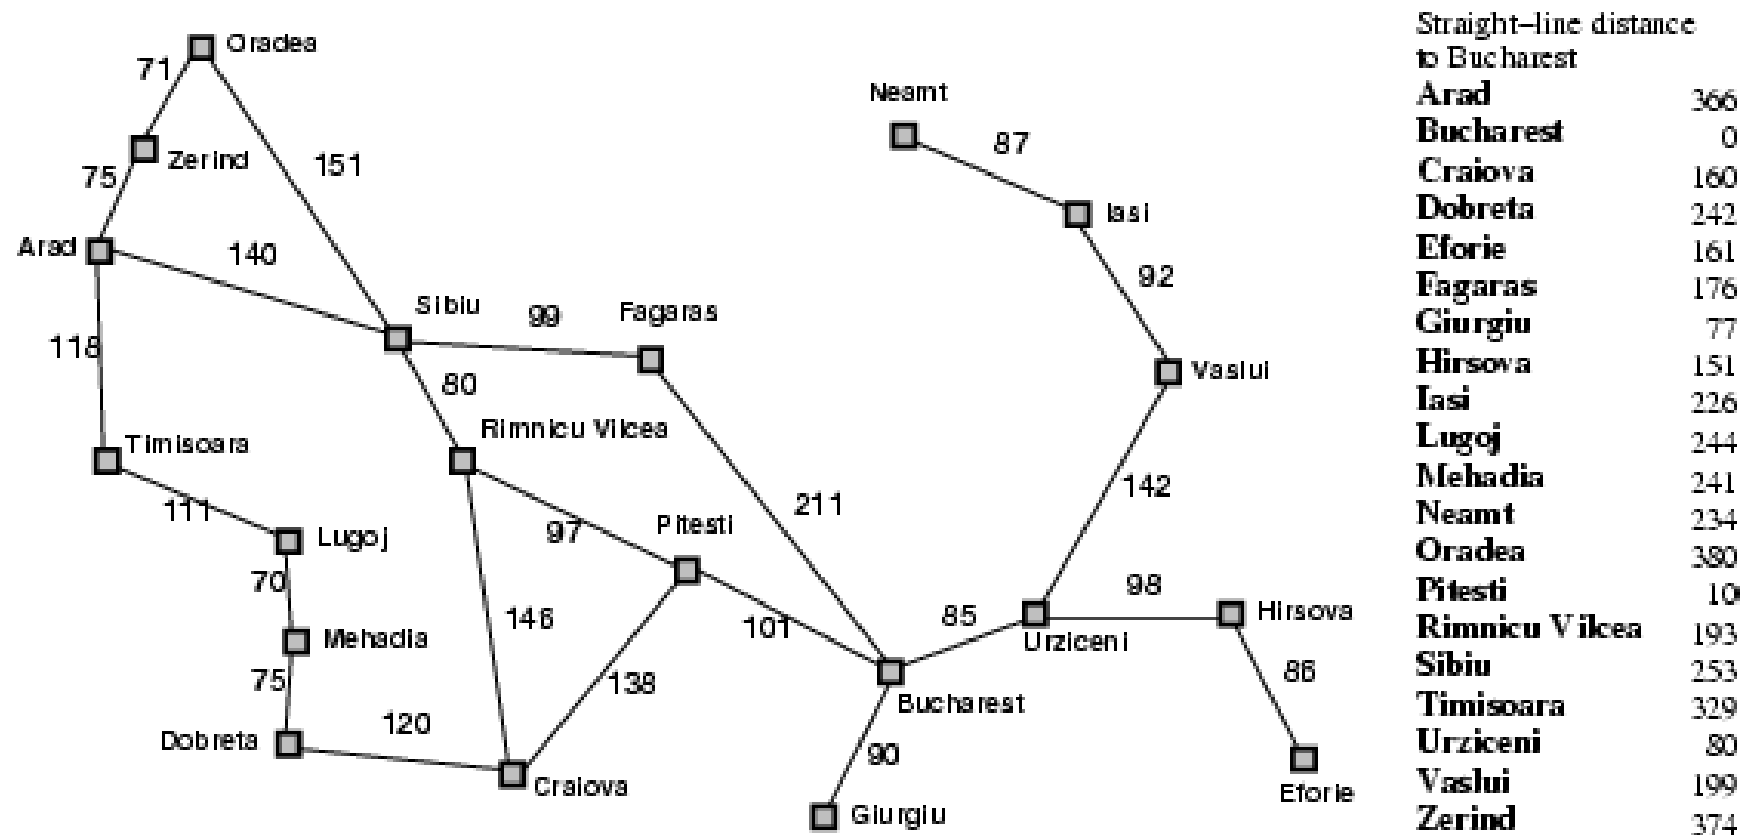 Oradea
71
Neamt
87
Zerind
151
75
Iasi
Arad
140
92
Sibiu
99
Fagaras
118
80
Vaslui
Timisoara
Rimnicu Vilcea
111
Lugoj
97
Pitesti
211
142
70
Mehadia
146
101
85
98
Hirsova
Urziceni
75
138
86
Dobreta
120
Bucharest
90
Craiova
Eforie
Giurgiu
Straight–line distance
to Bucharest
Arad 366
Bucharest 0
Craiova 160
Dobreta 242
Eforie 161
Fagaras 176
Giurgiu 77
Hirsova 151
Iasi 226
Lugoj 244
Mehadia 241
Neamt 234
Oradea 380
Pitesti 10
Rimnicu Vilcea 193
Sibiu 253
Timisoara 329
Urziceni 80
Vaslui 199
Zerind 374